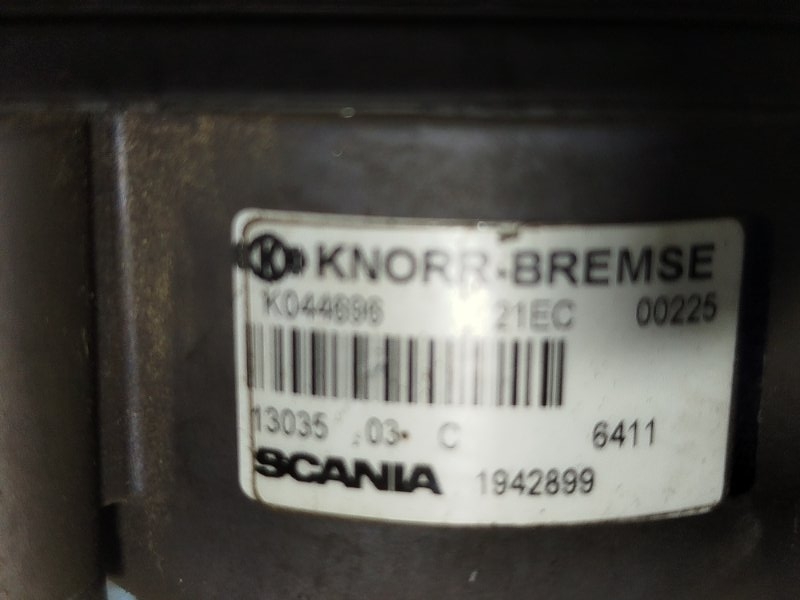 KNORR-BREMSE
K044696 21EC 00225
13035 03 C 6411
SCANIA 1942899